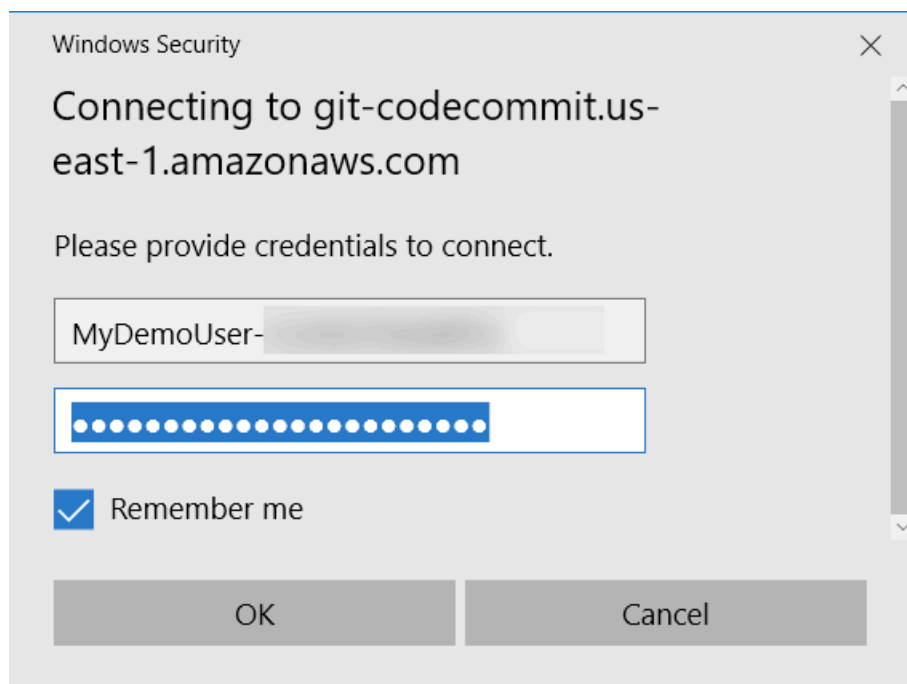 Windows Security
Connecting to git-codecommit.us-
east-1.amazonaws.com
Please provide credentials to connect.
MyDemoUser-
●●●●●●●●●●●●●●●●●●●●●●●
Remember me
OK
Cancel